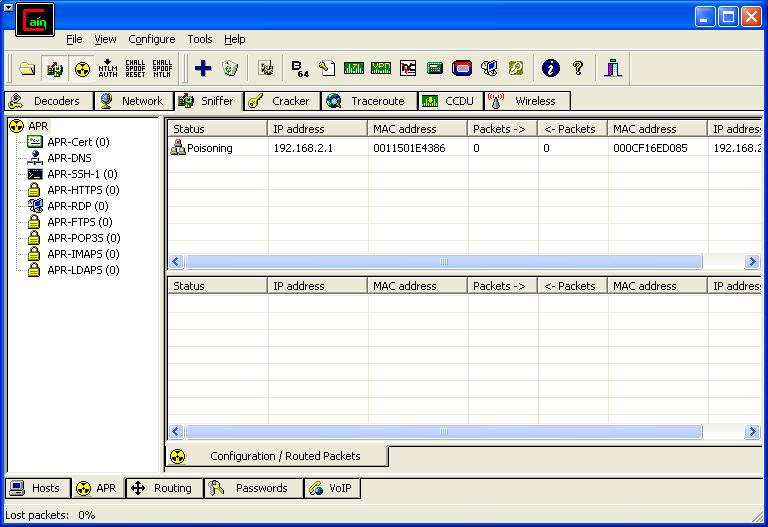 Cain
File View Configure Tools Help
NTLM AUTH CHALL SPOOF RESET CHALL SPOOF NTLM B 64 VPN
Decoders Network Sniffer Cracker Traceroute CCDU Wireless
APR
APR-Cert (0)
APR-DNS
APR-SSH-1 (0)
APR-HTTPS (0)
APR-RDP (0)
APR-FTPS (0)
APR-POP3S (0)
APR-IMAPS (0)
APR-LDAPS (0)
Status IP address MAC address Packets -> <- Packets MAC address IP addres
Poisoning 192.168.2.1 0011501E4386 0 0 000CF16ED085 192.168.2
Status IP address MAC address Packets -> <- Packets MAC address IP addres
Configuration / Routed Packets
Hosts APR Routing Passwords VoIP
Lost packets: 0%